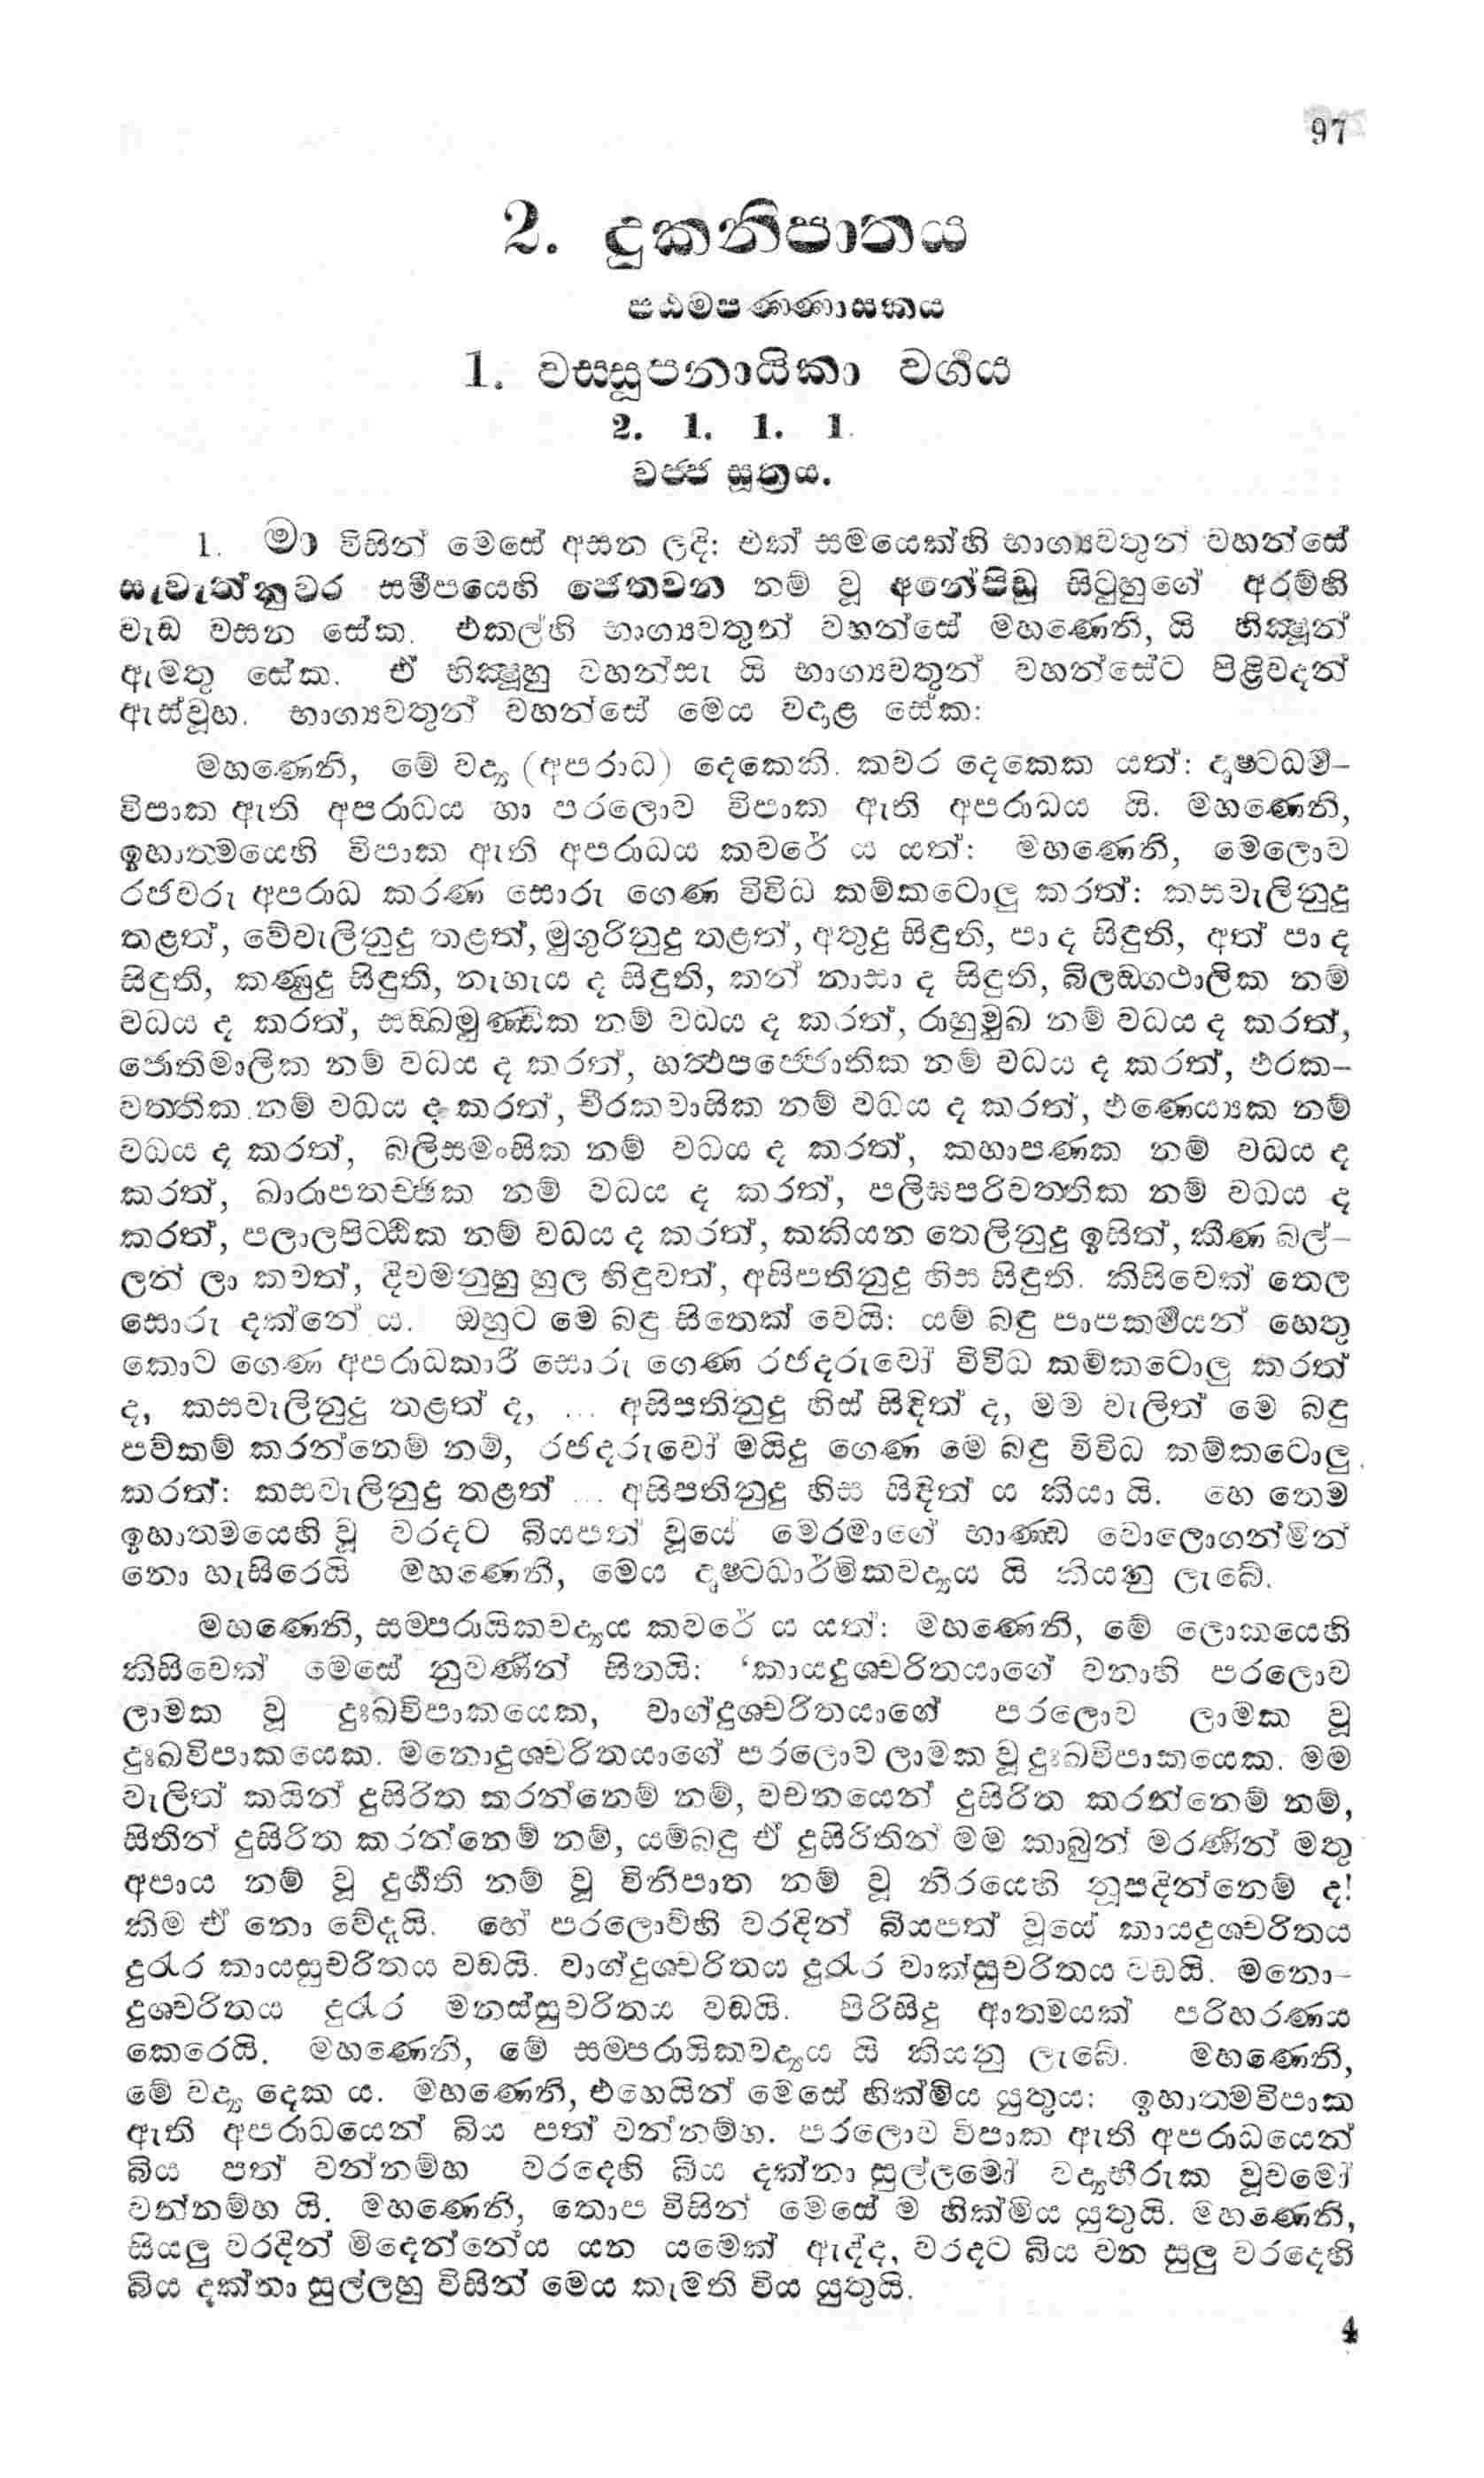 97
2. දුකනිපාතය
පඨමපණ්ණාසකය
1. වස්සූපනායිකා වර්‍ගය
2. 1. 1. 1.
වජ්ජ සූත්‍රය.
1. මා විසින් මෙසේ අසන ලදි: එක් සමයෙක්හි භාග්‍යවතුන් වහන්සේ
සැවැත්නුවර සමීපයෙහි ජේතවන නම් වූ අනේපිඬු සිටුහුගේ අරම්හි
වැඩ වසන සේක. එකල්හි භාග්‍යවතුන් වහන්සේ මහණෙනි, යි භික්‍ෂූන්
ඇමතූ සේක. ඒ භික්‍ෂූහු වහන්සැ යි භාග්‍යවතුන් වහන්සේට පිළිවදන්
ඇස්වූහ. භාග්‍යවතුන් වහන්සේ මෙය වදාළ සේක:
මහණෙනි, මේ වද්‍ය (අපරාධ) දෙකෙකි. කවර දෙකෙක යත්: දෘෂ්ටධර්‍ම-
විපාක ඇති අපරාධය හා පරලොව විපාක ඇති අපරාධය යි. මහණෙනි,
ඉහාත්මයෙහි විපාක ඇති අපරාධය කවරේ ය යත්: මහණෙනි, මෙලොව
රජවරු අපරාධ කරණ සොරු ගෙණ විවිධ කම්කටොලු කරත්: කසවැලිනුදු
තළත්, වේවැලිනුදු තළත්, මුගුරිනුදු තළත්, අතුදු සිඳුති, පා ද සිඳුති, අත් පා ද
සිඳුති, කණුදු සිඳුති, නැහැය ද සිඳුති, කන් නාසා ද සිඳුති, බිලඞ්ගථාලික නම්
වධය ද කරත්, සඞ්ඛමුණ්ඩික නම් වධය ද කරත්, රාහුමුඛ නම් වධය ද කරත්,
ජොතිමාලික නම් වධය ද කරත්, හත්ථපජ්ජොතික නම් වධය ද කරත්, එරක-
වත්තික නම් වධය ද කරත්, චීරකවාසික නම් වධය ද කරත්, එණෙය්‍යක නම්
වධය ද කරත්, බලිසමංසික නම් වධය ද කරත්, කහාපණක නම් වධය ද
කරත්, ඛාරාපතච්ඡික නම් වධය ද කරත්, පලිඝපරිවත්තික නම් වධය ද
කරත්, පලාලපිට්ඨික නම් වධය ද කරත්, කකියන තෙලිනුදු ඉසිත්, කීණ බල්-
ලන් ලා කවත්, දිවමනුහු හුල හිඳුවත්, අසිපතිනුදු හිස සිඳුති. කිසිවෙක් තෙල
සොරු දක්නේ ය. ඔහුට මෙ බඳු සිතෙක් වෙයි: යම් බඳු පාපකර්‍මයන් හෙතු
කොට ගෙණ අපරාධකාරී සොරු ගෙණ රජදරුවෝ විවිධ කම්කටොලු කරත්
ද, කසවැලිනුදු තළත් ද, ... අසිපතිනුදු හිස් සිඳිත් ද, මම වැලිත් මෙ බඳු
පව්කම් කරන්නෙම් නම්, රජදරුවෝ මයිදු ගෙණ මෙ බඳු විවිධ කම්කටොලු
කරත්: කසවැලිනුදු තළත් ... අසිපතිනුදු හිස සිඳිත් ය කියා යි. හෙ තෙම
ඉහාත්මයෙහි වූ වරදට බියපත් වූයේ මෙරමාගේ භාණ්ඩ වොලොගන්මින්
නො හැසිරෙයි මහණෙනි, මෙය දෘෂ්ටධාර්මිකවද්‍යය යි කියනු ලැබේ.
මහණෙනි, සම්පරායිකවද්‍යය කවරේ ය යත්: මහණෙනි, මේ ලොකයෙහි
කිසිවෙක් මෙසේ නුවණින් සිතයි: ‘කායදුශ්චරිතයාගේ වනාහි පරලොව
ලාමක වූ දුඃඛවිපාකයෙක, වාග්දුශ්චරිතයාගේ පරලොව ලාමක වූ
දුඃඛවිපාකයෙක. මනොදුශ්චරිතයාගේ පරලොව ලාමක වූ දුඃඛවිපාකයෙක. මම
වැලිත් කයින් දුසිරිත කරන්නෙම් නම්, වචනයෙන් දුසිරිත කරන්නෙම් නම්,
සිතින් දුසිරිත කරන්නෙම් නම්, යම්බඳු ඒ දුසිරිතින් මම කාබුන් මරණින් මතු
අපාය නම් වූ දුර්‍ගති නම් වූ විනිපාත නම් වූ නිරයෙහි නූපදින්නෙම් ද!
කිම ඒ නො වේදැයි. හේ පරලොව්හි වරදින් බියපත් වූයේ කායදුශ්චරිතය
දුරැර කායසුචරිතය වඩයි. වාග්දුශ්චරිතය දුරැර වාක්සුචරිතය වඩයි. මනො-
දුශ්චරිතය දුරැර මනස්සුචරිතය වඩයි. පිරිසිදු ආත්මයක් පරිහරණය
කෙරෙයි. මහණෙනි, මේ සම්පරායිකවද්‍යය යි කියනු ලැබේ. මහණෙනි,
මේ වද්‍ය දෙක ය. මහණෙනි, එහෙයින් මෙසේ හික්මිය යුතුය: ඉහාත්මවිපාක
ඇති අපරාධයෙන් බිය පත් වන්නම්හ. පරලොව විපාක ඇති අපරාධයෙන්
බිය පත් වන්නම්හ වරදෙහි බිය දක්නා සුල්ලමෝ වද්‍යභීරුක වූවමෝ
වන්නම්හ යි. මහණෙනි, තොප විසින් මෙසේ ම හික්මිය යුතුයි. මහණෙනි,
සියලු වරදින් මිදෙන්නේය යන යමෙක් ඇද්ද, වරදට බිය වන සුලු වරදෙහි
බිය දක්නා සුල්ලහු විසින් මෙය කැමති විය යුතුයි.
4